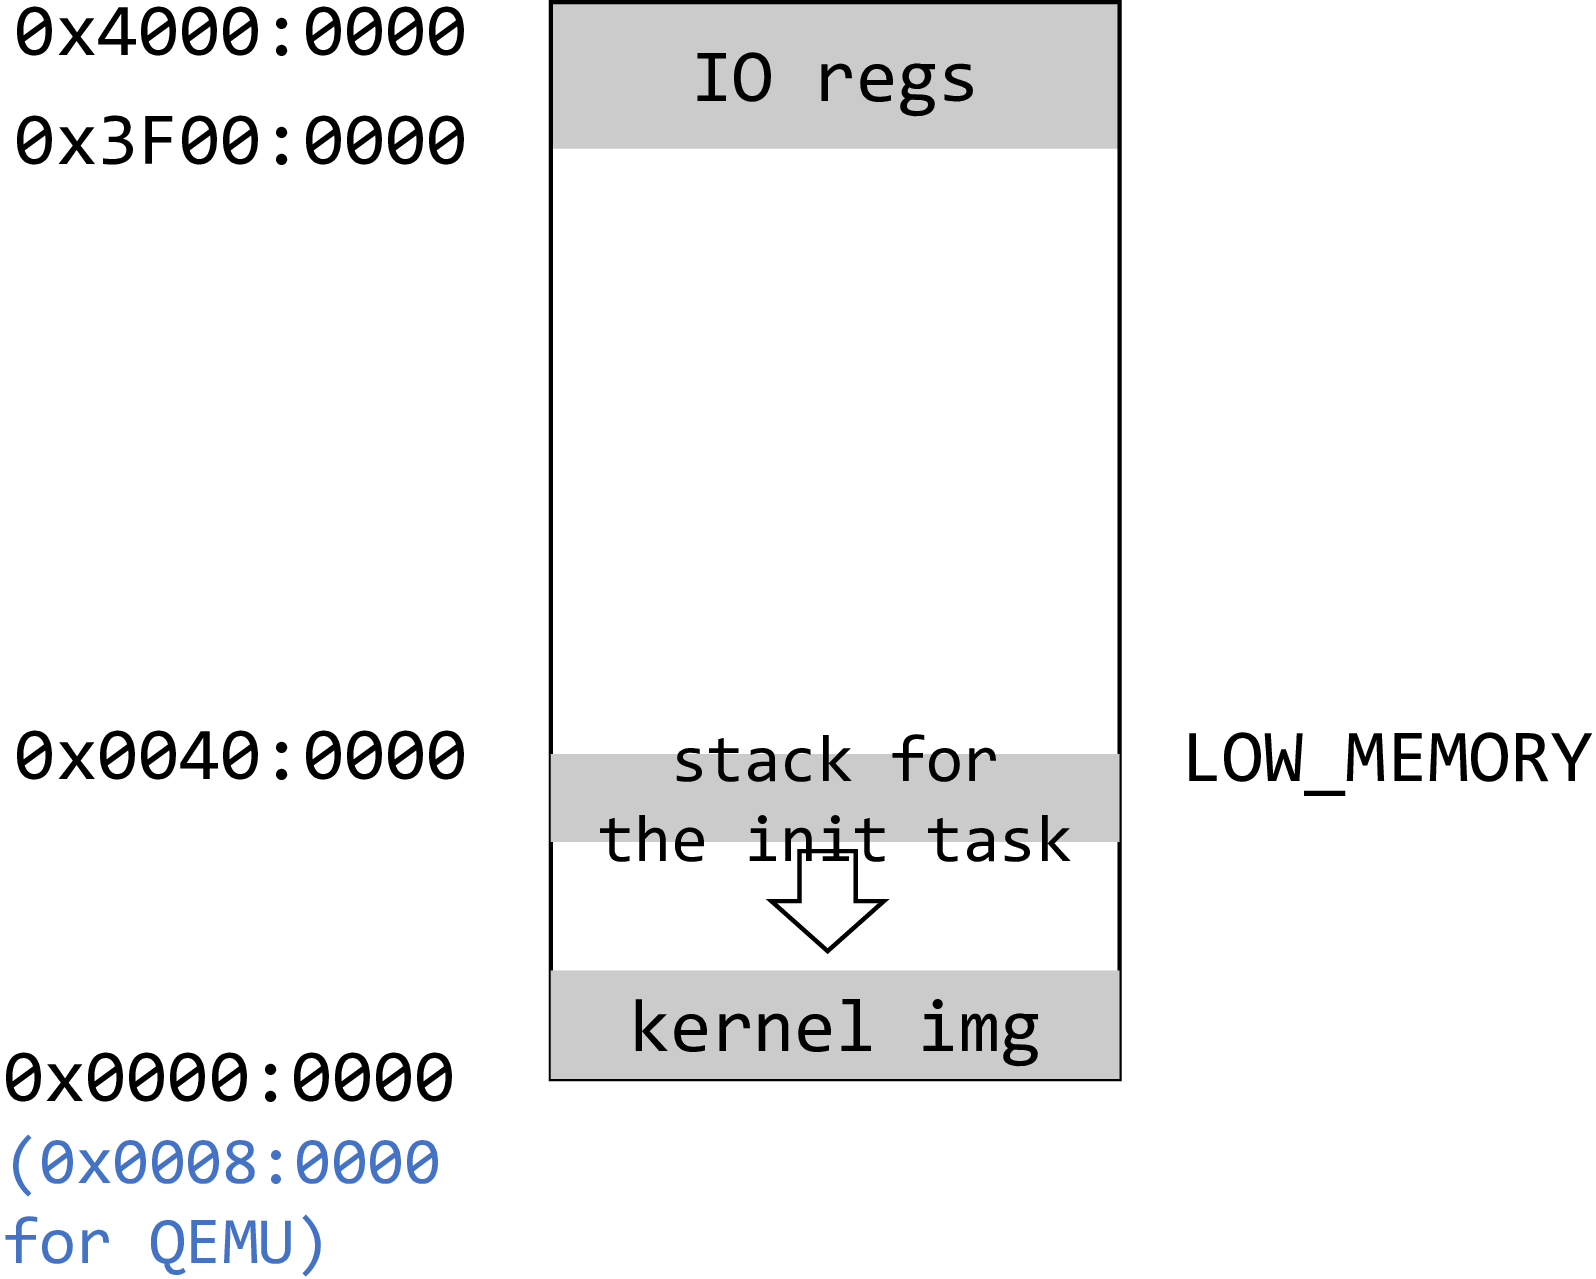 0x4000:0000
IO regs
0x3F00:0000
0x0040:0000
stack for
the init task
LOW_MEMORY
kernel img
0x0000:0000
(0x0008:0000
for QEMU)